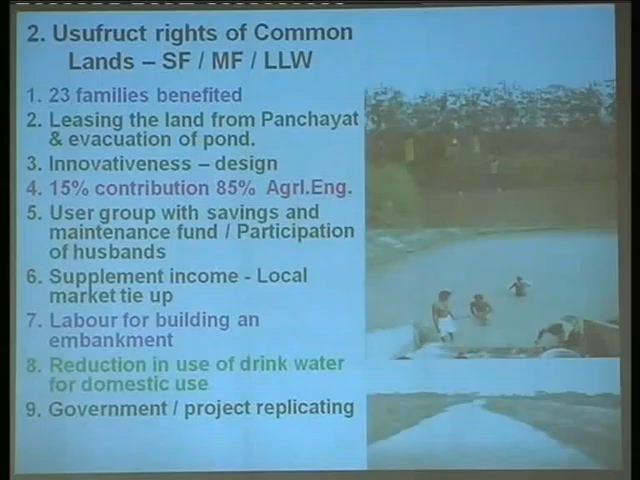 2. Usufruct rights of Common
Lands – SF / MF / LLW
1. 23 families benefited
2. Leasing the land from Panchayat
& evacuation of pond.
3. Innovativeness – design
4. 15% contribution 85% Agrl.Eng.
5. User group with savings and
maintenance fund / Participation
of husbands
6. Supplement income - Local
market tie up
7. Labour for building an
embankment
8. Reduction in use of drink water
for domestic use
9. Government / project replicating